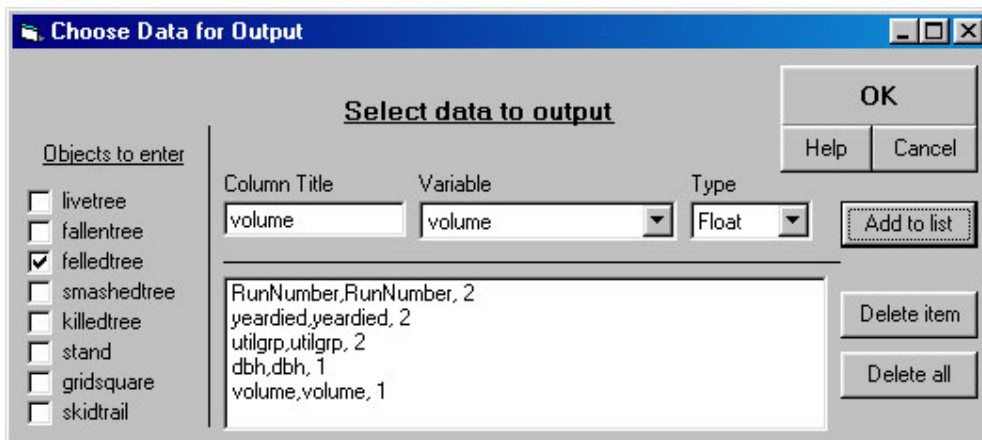 Choose Data for Output
Select data to output
OK
Help
Cancel
Objects to enter
livetree
fallentree
felledtree
smashedtree
killedtree
stand
gridsquare
skidtrail
Column Title
Variable
Type
volume
volume
Float
Add to list
RunNumber,RunNumber, 2
yeardied,yeardied, 2
utilgrp,utilgrp, 2
dbh,dbh, 1
volume,volume, 1
Delete item
Delete all